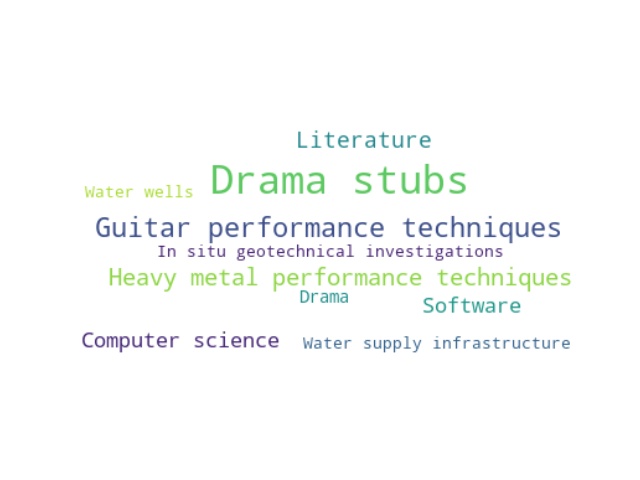 Literature
Drama stubs
Water wells
Guitar performance techniques
In situ geotechnical investigations
Heavy metal performance techniques
Drama
Software
Computer science
Water supply infrastructure